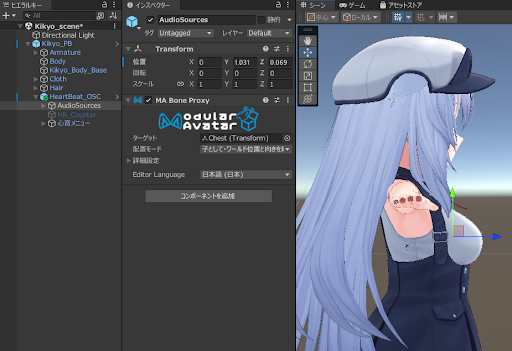 ヒエラルキー
All
Kikyo_scene*
Directional Light
Kikyo_PB
Armature
Body
Kikyo_Body_Base
Cloth
Hair
HeartBeat_OSC
AudioSources
HR_Counter
心音メニュー
インスペクター
AudioSources
静的
タグ Untagged レイヤー Default
Transform
位置 X 0 Y 1.031 Z 0.069
回転 X 0 Y 0 Z 0
スケール X 1 Y 1 Z 1
MA Bone Proxy
Modular Avatar
ターゲット Chest (Transform)
配置モード 子として・ワールド位置と向きを維
詳細設定
Editor Language 日本語 (日本)
コンポーネントを追加
シーン ゲーム アセットストア
中心 ローカル